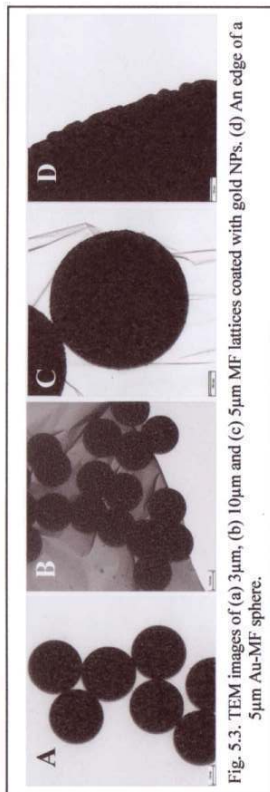 A
B
C
D
Fig. 5.3. TEM images of (a) 3μm, (b) 10μm and (c) 5μm MF lattices coated with gold NPs. (d) An edge of a
5μm Au-MF sphere.